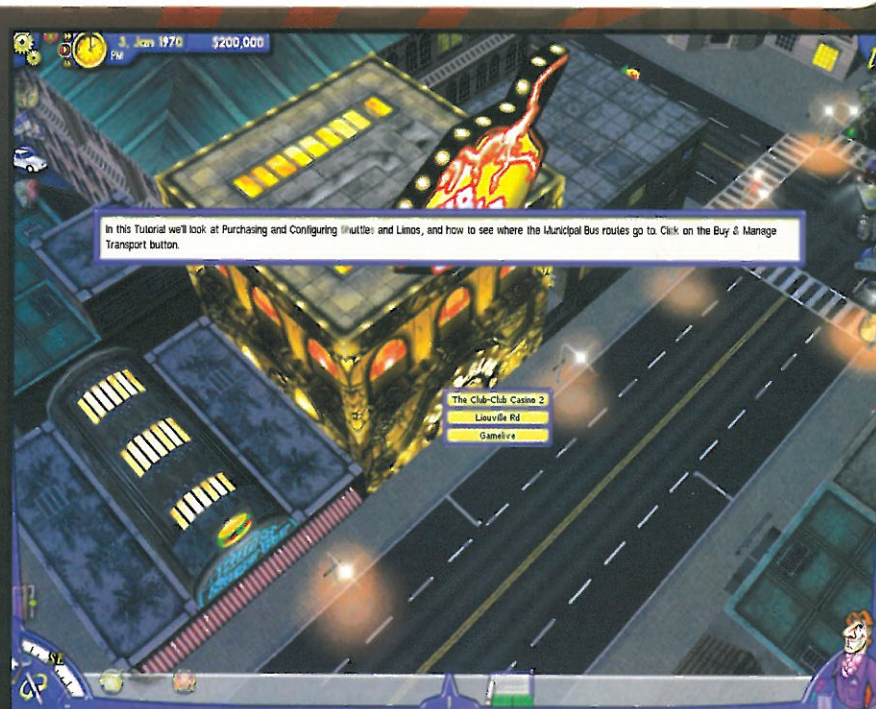 3. Jan 1970 $200,000
PM
In this Tutorial we'll look at Purchasing and Configuring Shuttles and Limos, and how to see where the Municipal Bus routes go to. Click on the Buy & Manage
Transport button.
The Club-Club Casino 2
Liouville Rd
Gamelive
SE